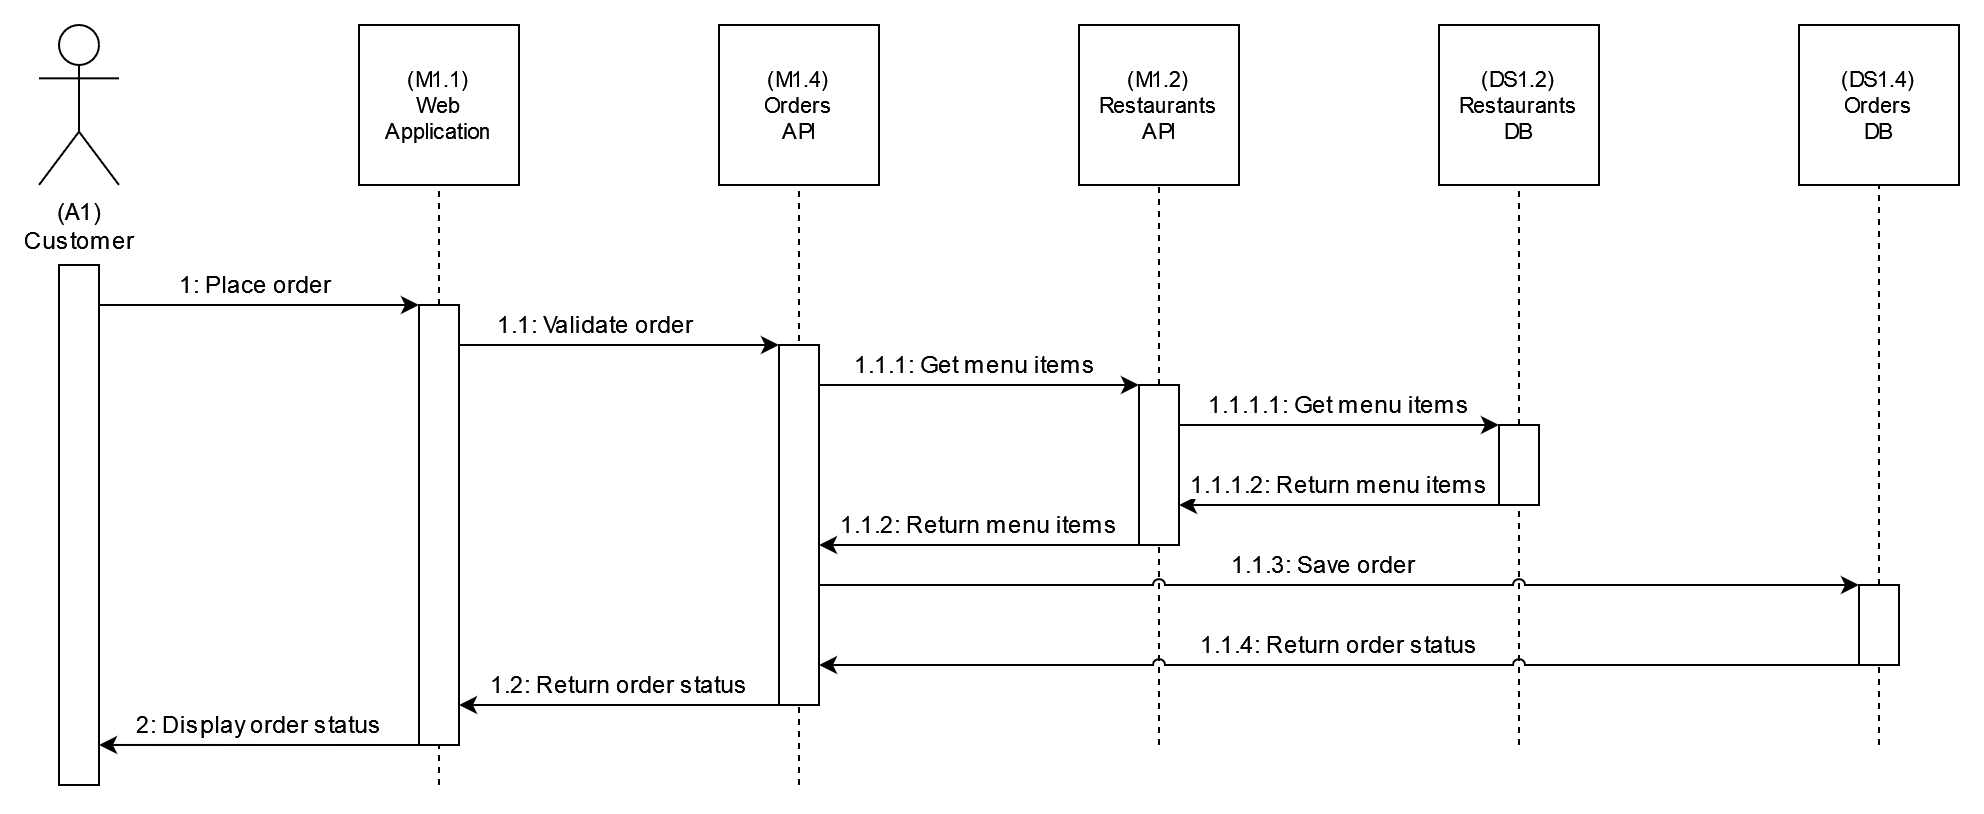 (A1)
Customer
(M1.1)
Web
Application
(M1.4)
Orders
API
(M1.2)
Restaurants
API
(DS1.2)
Restaurants
DB
(DS1.4)
Orders
DB
1: Place order
1.1: Validate order
1.1.1: Get menu items
1.1.1.1: Get menu items
1.1.1.2: Return menu items
1.1.2: Return menu items
1.1.3: Save order
1.1.4: Return order status
1.2: Return order status
2: Display order status